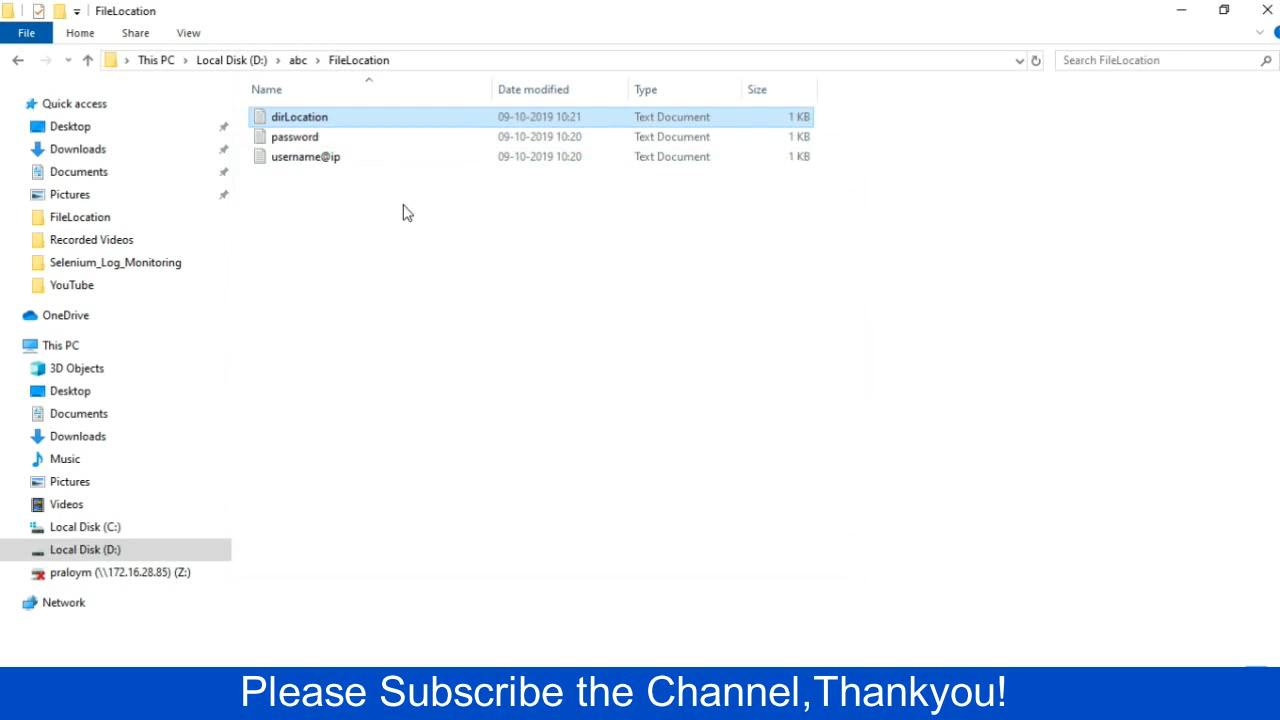 FileLocation
File Home Share View
This PC Local Disk (D:) abc FileLocation Search FileLocation
Name Date modified Type Size
dirLocation 09-10-2019 10:21 Text Document 1 KB
password 09-10-2019 10:20 Text Document 1 KB
username@ip 09-10-2019 10:20 Text Document 1 KB
Quick access
Desktop
Downloads
Documents
Pictures
FileLocation
Recorded Videos
Selenium_Log_Monitoring
YouTube
OneDrive
This PC
3D Objects
Desktop
Documents
Downloads
Music
Pictures
Videos
Local Disk (C:)
Local Disk (D:)
praloym (\\172.16.28.85) (Z:)
Network
Please Subscribe the Channel,Thankyou!